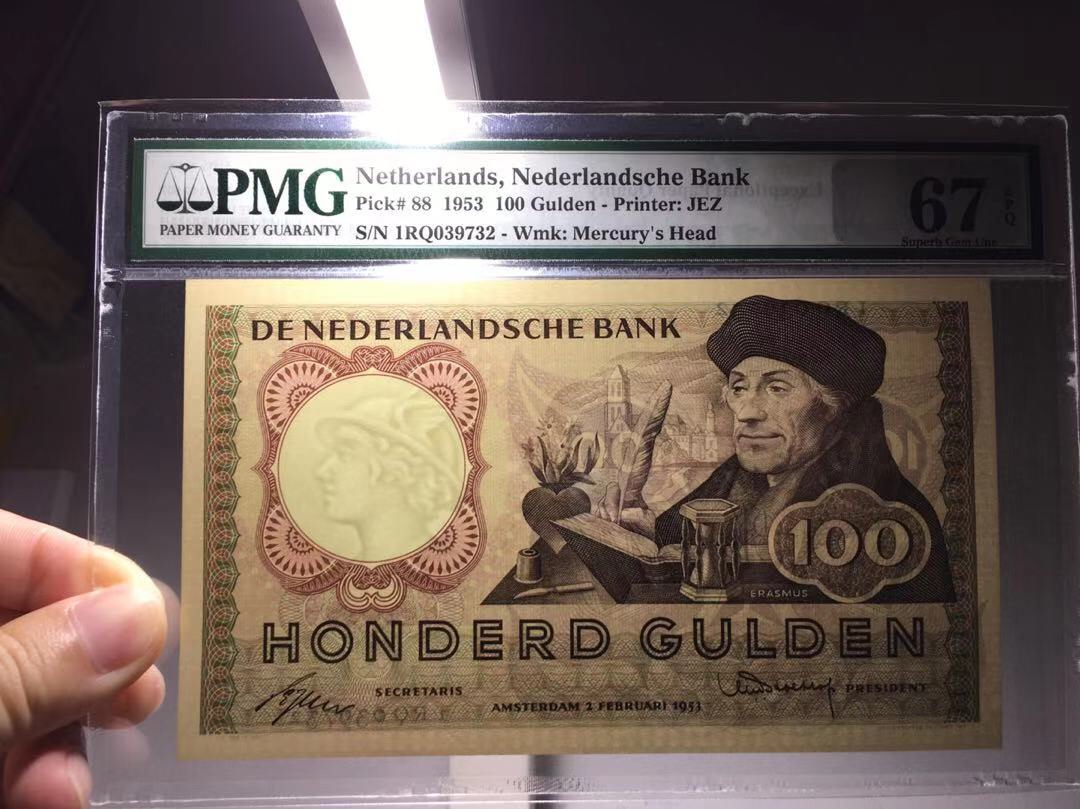 PMG
PAPER MONEY GUARANTY
Netherlands, Nederlandsche Bank
Pick# 88 1953 100 Gulden - Printer: JEZ
S/N 1RQ039732 - Wmk: Mercury's Head
67
Superb Gem Unc
DE NEDERLANDSCHE BANK
100
ERASMUS
HONDERD GULDEN
SECRETARIS
PRESIDENT
AMSTERDAM 2 FEBRUARI 1953